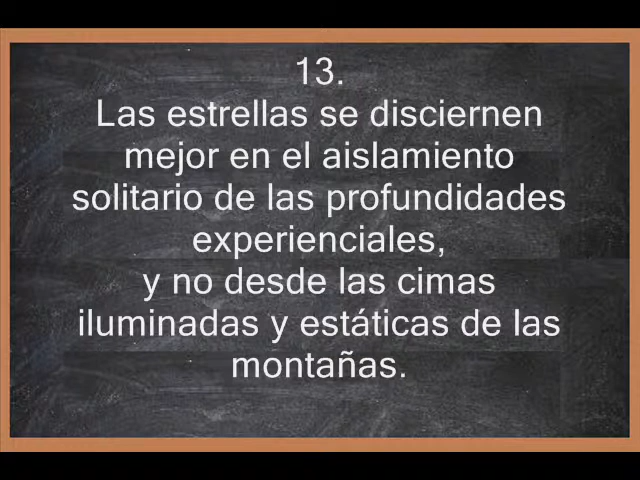 13.
Las estrellas se disciernen
mejor en el aislamiento
solitario de las profundidades
experienciales,
y no desde las cimas
iluminadas y estáticas de las
montañas.